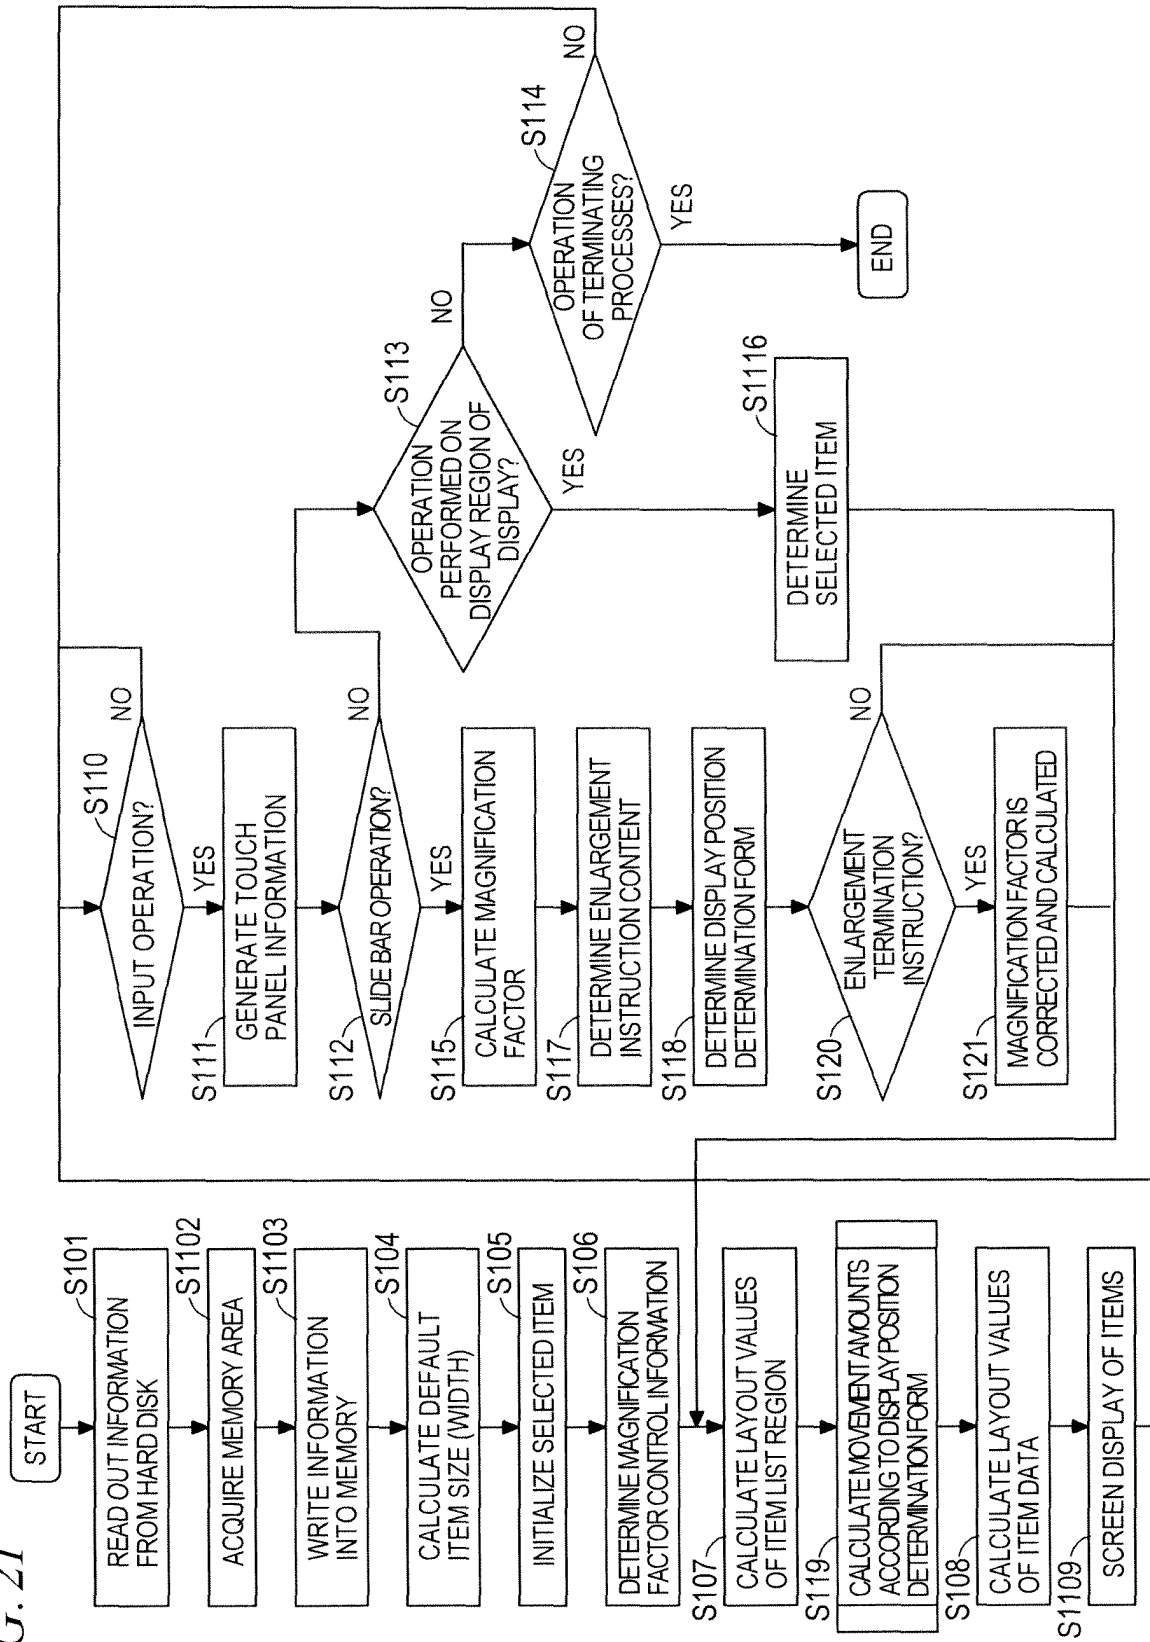 G. 21
START
S101
READ OUT INFORMATION
FROM HARD DISK
S1102
ACQUIRE MEMORY AREA
S1103
WRITE INFORMATION
INTO MEMORY
S104
CALCULATE DEFAULT
ITEM SIZE (WIDTH)
S105
INITIALIZE SELECTED ITEM
S106
DETERMINE MAGNIFICATION
FACTOR CONTROL INFORMATION
S107
CALCULATE LAYOUT VALUES
OF ITEM LIST REGION
S119
CALCULATE MOVEMENT AMOUNTS
ACCORDING TO DISPLAY POSITION
DETERMINATION FORM
S108
CALCULATE LAYOUT VALUES
OF ITEM DATA
S1109
SCREEN DISPLAY OF ITEMS
S110
INPUT OPERATION?
NO
YES
S111
GENERATE TOUCH
PANEL INFORMATION
S112
SLIDE BAR OPERATION?
NO
YES
S115
CALCULATE MAGNIFICATION
FACTOR
S117
DETERMINE ENLARGEMENT
INSTRUCTION CONTENT
S118
DETERMINE DISPLAY POSITION
DETERMINATION FORM
S120
ENLARGEMENT
TERMINATION
INSTRUCTION?
NO
YES
S121
MAGNIFICATION FACTOR IS
CORRECTED AND CALCULATED
S113
OPERATION
PERFORMED ON
DISPLAY REGION OF
DISPLAY?
NO
YES
S1116
DETERMINE
SELECTED ITEM
S114
OPERATION
OF TERMINATING
PROCESSES?
NO
YES
END